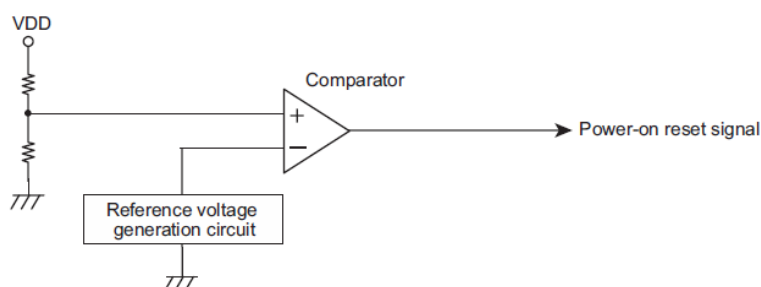 VDD
Comparator
+
−
Power-on reset signal
Reference voltage
generation circuit